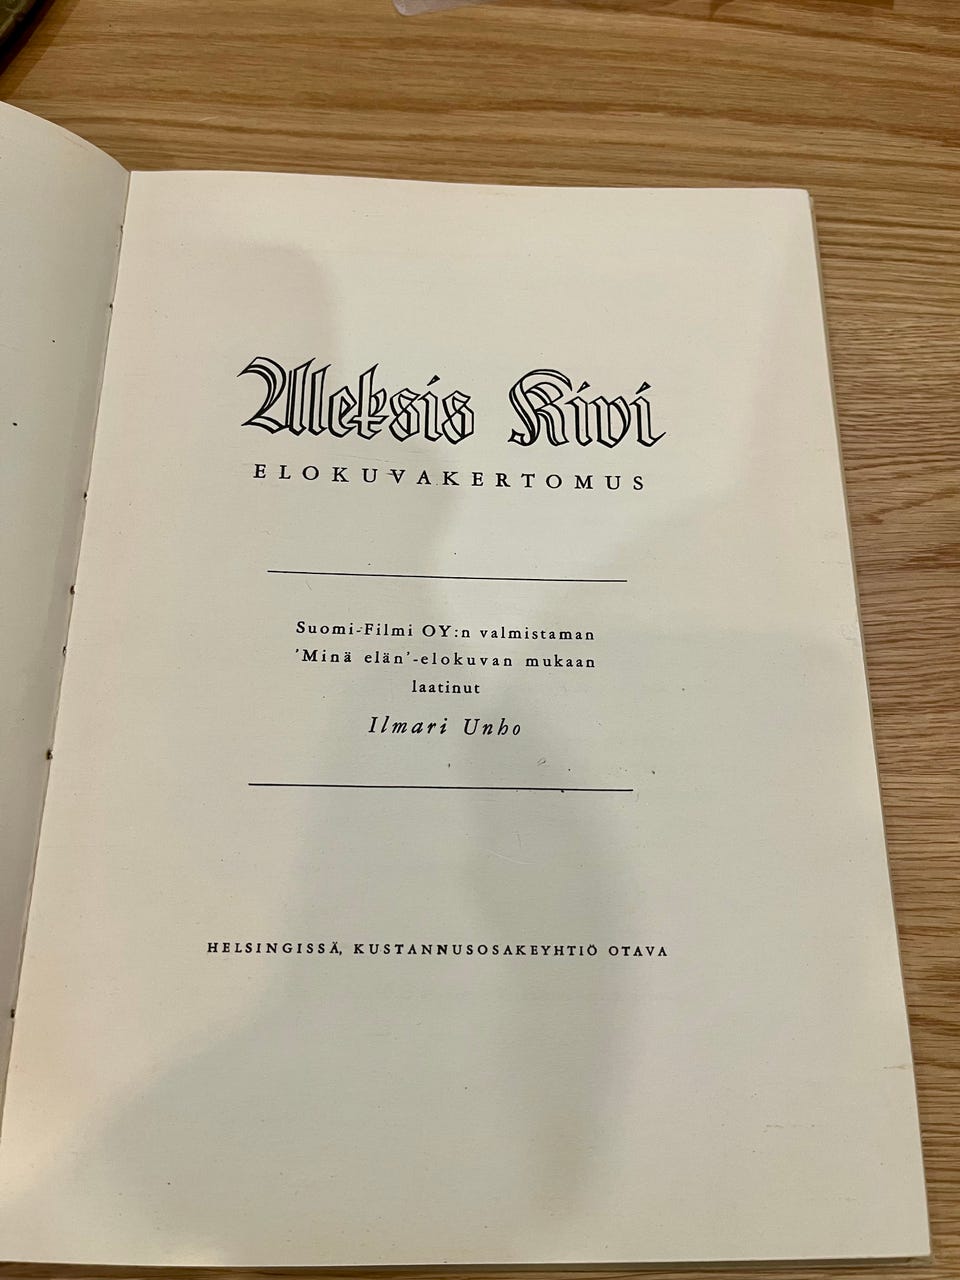 Aleksis Kivi
ELOKUVAKERTOMUS
Suomi-Filmi OY:n valmistaman
'Minä elän'-elokuvan mukaan
laatinut
Ilmari Unho
HELSINGISSÄ, KUSTANNUSOSAKEYHTIÖ OTAVA